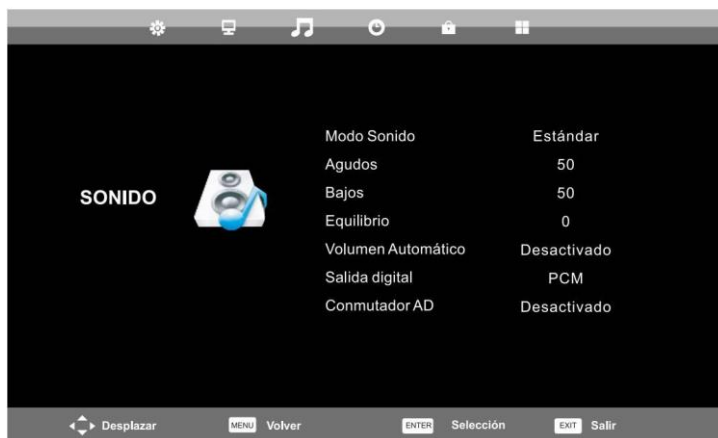 SONIDO
Modo Sonido Estándar
Agudos 50
Bajos 50
Equilibrio 0
Volumen Automático Desactivado
Salida digital PCM
Conmutador AD Desactivado
Desplazar MENU Volver ENTER Selección EXIT Salir